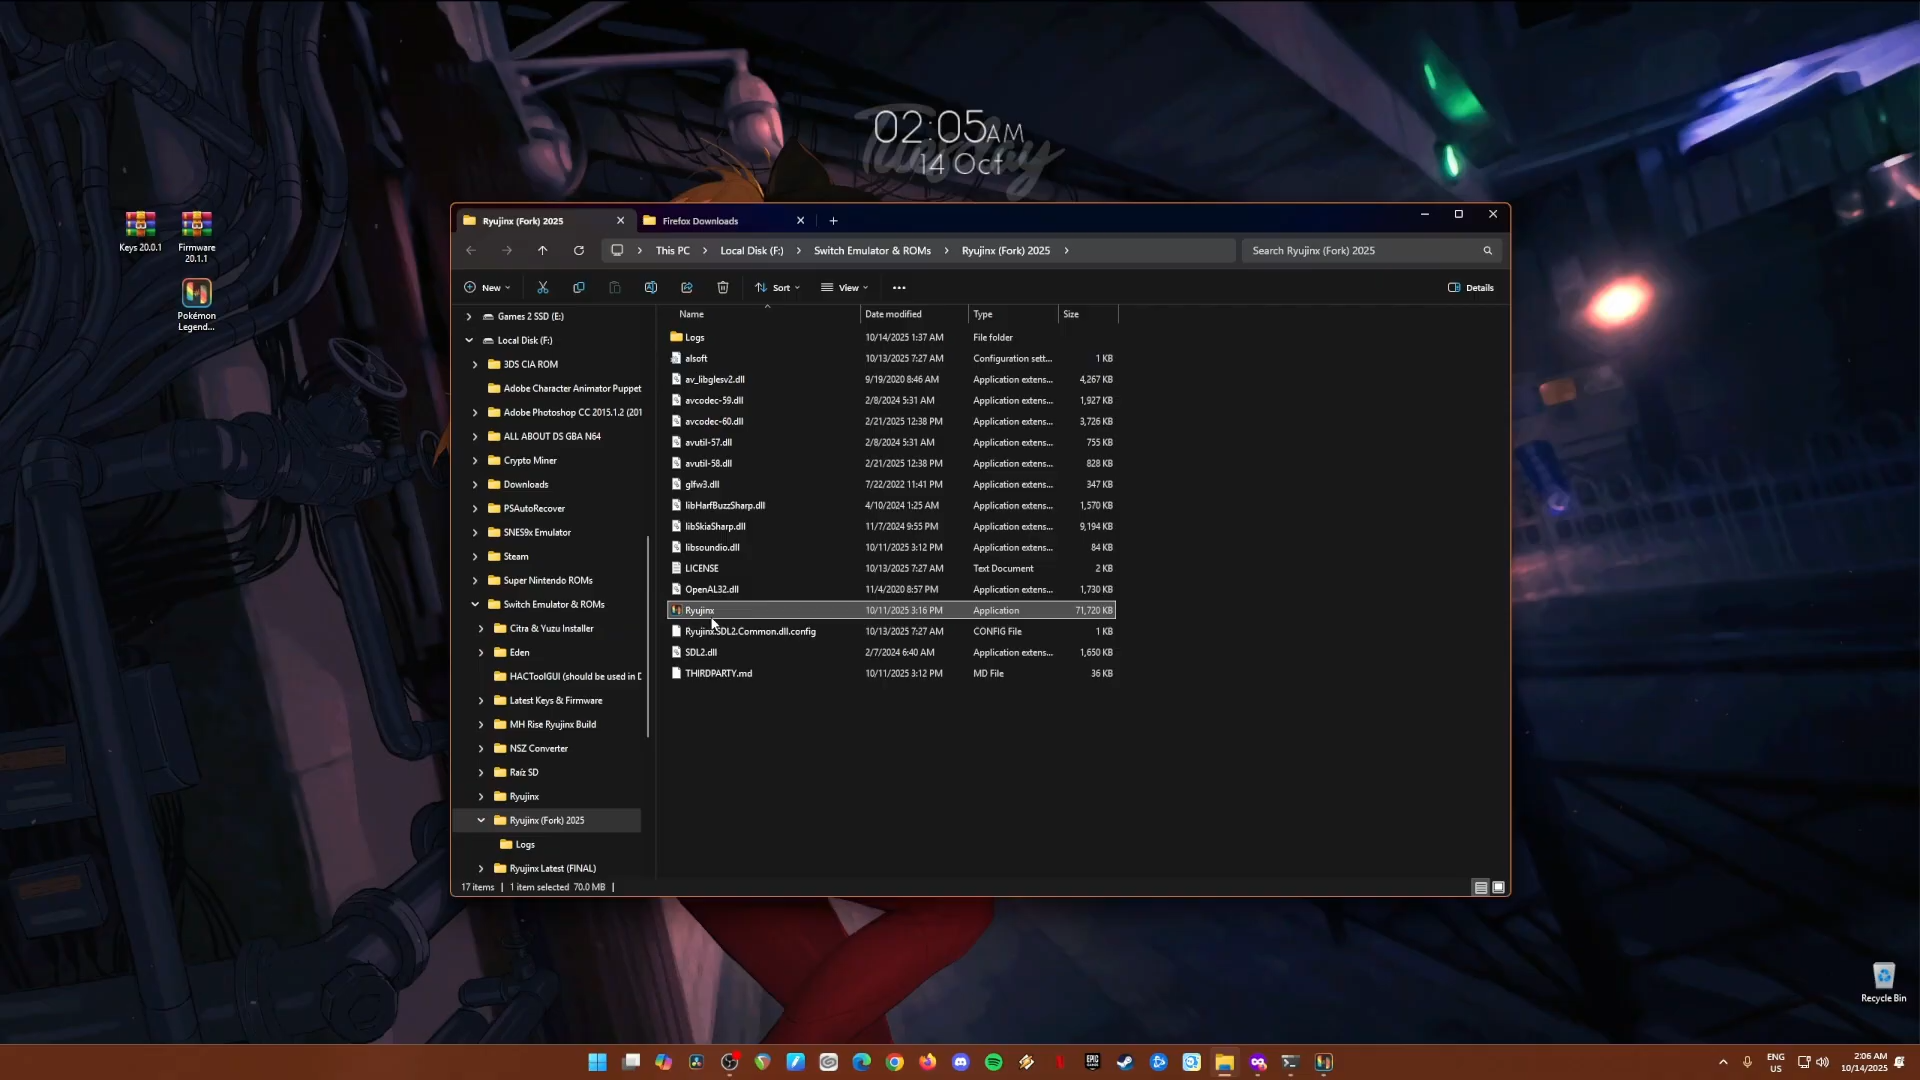 02:05AM
14 Oct
Keys 20.0.1
Firmware
20.1.1
Pokémon
Legend...
Ryujinx (Fork) 2025
Firefox Downloads
This PC > Local Disk (F:) > Switch Emulator & ROMs > Ryujinx (Fork) 2025 >
Search Ryujinx (Fork) 2025
New
Sort
View
Details
Games 2 SSD (E:)
Local Disk (F:)
3DS CIA ROM
Adobe Character Animator Puppet
Adobe Photoshop CC 2015.1.2 (201
ALL ABOUT DS GBA N64
Crypto Miner
Downloads
PSAutoRecover
SNES9x Emulator
Steam
Super Nintendo ROMs
Switch Emulator & ROMs
Citra & Yuzu Installer
Eden
HACToolGUI (should be used in D
Latest Keys & Firmware
MH Rise Ryujinx Build
NSZ Converter
Raíz SD
Ryujinx
Ryujinx (Fork) 2025
Logs
Ryujinx Latest (FINAL)
Name Date modified Type Size
Logs 10/14/2025 1:37 AM File folder
alsoft 10/13/2025 7:27 AM Configuration sett... 1 KB
av_libglesv2.dll 9/19/2020 8:46 AM Application extens... 4,267 KB
avcodec-59.dll 2/8/2024 5:31 AM Application extens... 1,927 KB
avcodec-60.dll 2/21/2025 12:38 PM Application extens... 3,726 KB
avutil-57.dll 2/8/2024 5:31 AM Application extens... 755 KB
avutil-58.dll 2/21/2025 12:38 PM Application extens... 828 KB
glfw3.dll 7/22/2022 11:41 PM Application extens... 347 KB
libHarfBuzzSharp.dll 4/10/2024 1:25 AM Application extens... 1,570 KB
libSkiaSharp.dll 11/7/2024 9:55 PM Application extens... 9,194 KB
libsoundio.dll 10/11/2025 3:12 PM Application extens... 84 KB
LICENSE 10/13/2025 7:27 AM Text Document 2 KB
OpenAL32.dll 11/4/2020 8:57 PM Application extens... 1,730 KB
Ryujinx 10/11/2025 3:16 PM Application 71,720 KB
Ryujinx.SDL2.Common.dll.config 10/13/2025 7:27 AM CONFIG File 1 KB
SDL2.dll 2/7/2024 6:40 AM Application extens... 1,650 KB
THIRDPARTY.md 10/11/2025 3:12 PM MD File 36 KB
17 items | 1 item selected 70.0 MB |
Recycle Bin
ENG
US
2:06 AM
10/14/2025